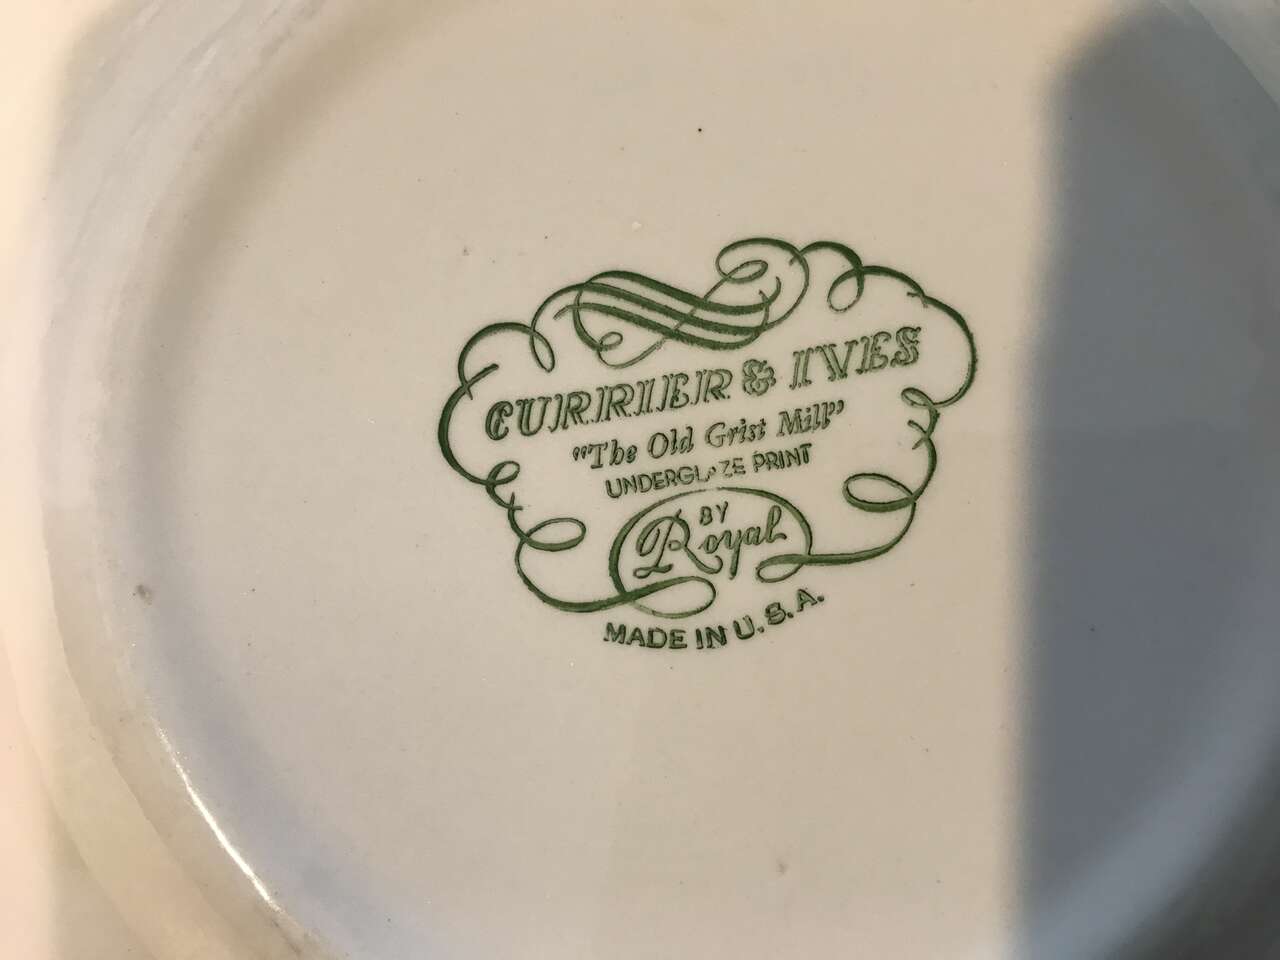 CURRIER & IVES
"The Old Grist Mill"
UNDERGLAZE PRINT
BY
Royal
MADE IN U.S.A.